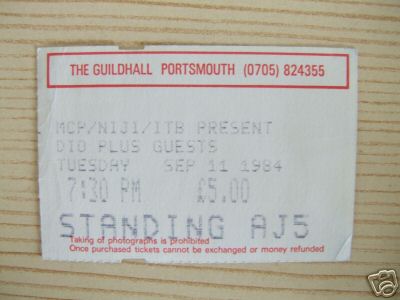 THE GUILDHALL PORTSMOUTH (0705) 824355
MCP/NIJI/ITB PRESENT
DIO PLUS GUESTS
TUESDAY SEP 11 1984
7:30 PM £5.00
STANDING AJ5
Taking of photographs is prohibited
Once purchased tickets cannot be exchanged or money refunded
ebay